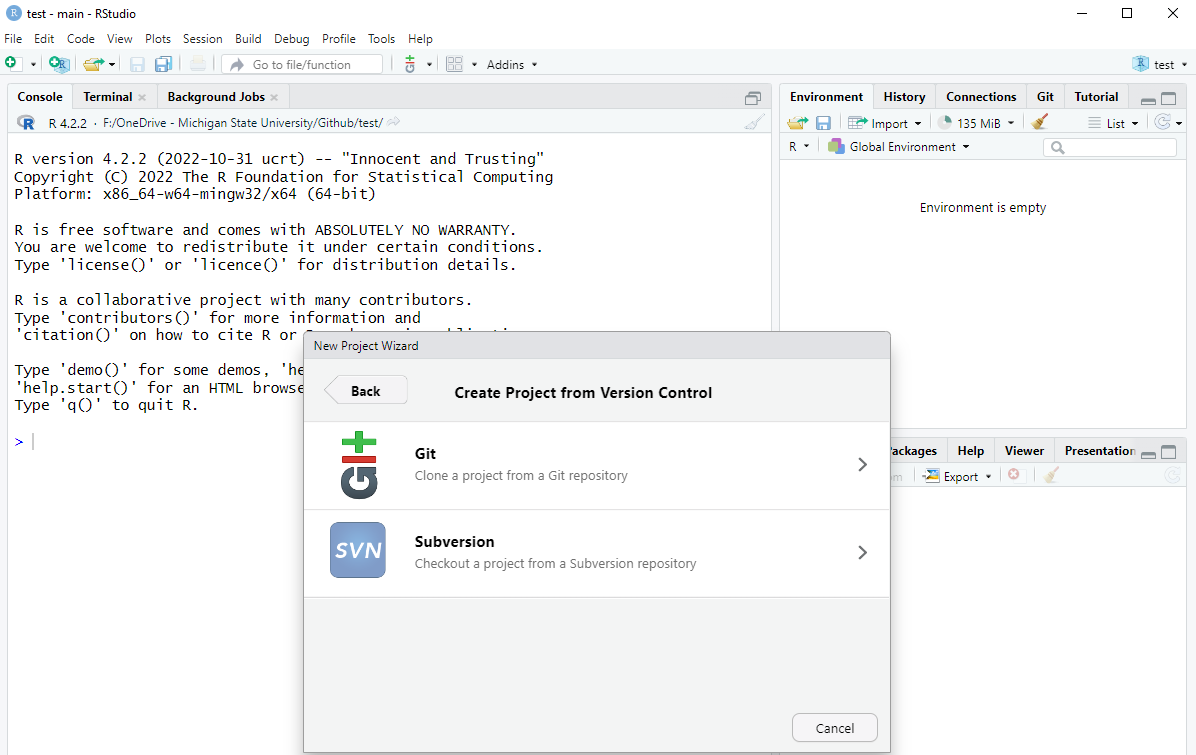 test - main - RStudio
File Edit Code View Plots Session Build Debug Profile Tools Help
Go to file/function
Addins
test
Console Terminal Background Jobs
R 4.2.2 · F:/OneDrive - Michigan State University/Github/test/
R version 4.2.2 (2022-10-31 ucrt) -- "Innocent and Trusting"
Copyright (C) 2022 The R Foundation for Statistical Computing
Platform: x86_64-w64-mingw32/x64 (64-bit)
R is free software and comes with ABSOLUTELY NO WARRANTY.
You are welcome to redistribute it under certain conditions.
Type 'license()' or 'licence()' for distribution details.
R is a collaborative project with many contributors.
Type 'contributors()' for more information and
'citation()' on how to cite R or
Type 'demo()' for some demos, 'he
'help.start()' for an HTML browse
Type 'q()' to quit R.
>
Environment History Connections Git Tutorial
Import 135 MiB List
R Global Environment
Environment is empty
New Project Wizard
Back
Create Project from Version Control
git
Git
Clone a project from a Git repository
SVN
Subversion
Checkout a project from a Subversion repository
Cancel
ackages Help Viewer Presentation
om Export